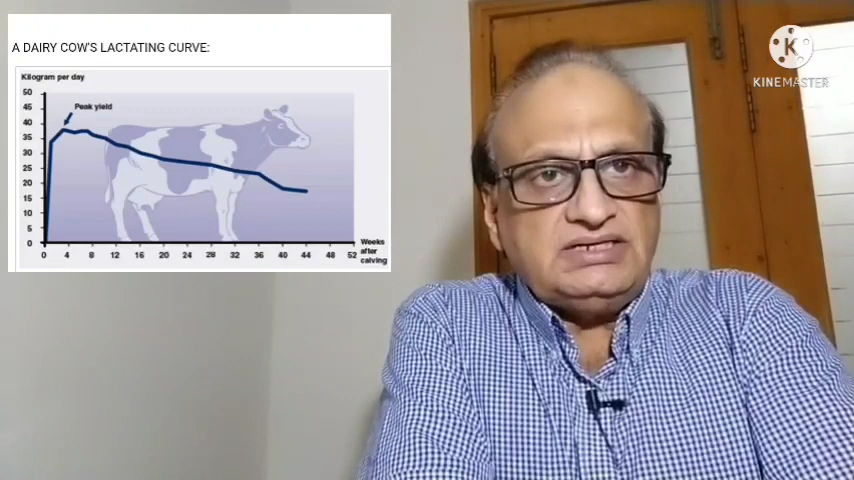 A DAIRY COW'S LACTATING CURVE:
Kilogram per day
50
45
40
35
30
25
20
15
10
5
0
Peak yield
0 4 8 12 16 20 24 28 32 36 40 44 48 52
Weeks
after
calving
K
KINEMASTER